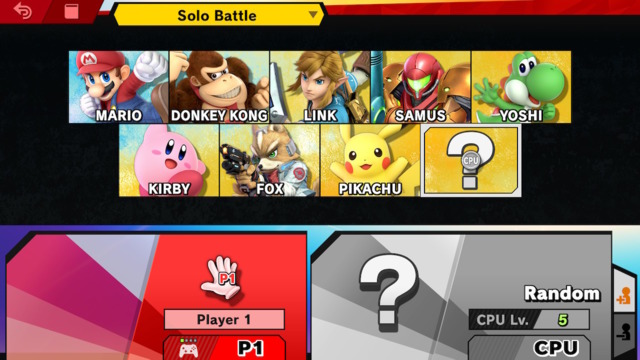 Solo Battle
MARIO
DONKEY KONG
LINK
SAMUS
YOSHI
KIRBY
FOX
PIKACHU
?
CPU
P1
Player 1
P1
?
Random
CPU Lv. 5
CPU